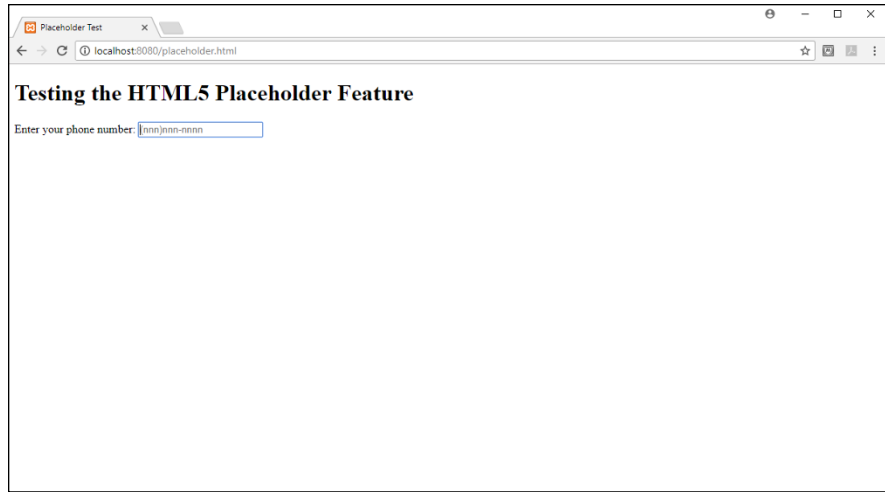 Placeholder Test
localhost:8080/placeholder.html
Testing the HTML5 Placeholder Feature
Enter your phone number: (nnn)nnn-nnnn